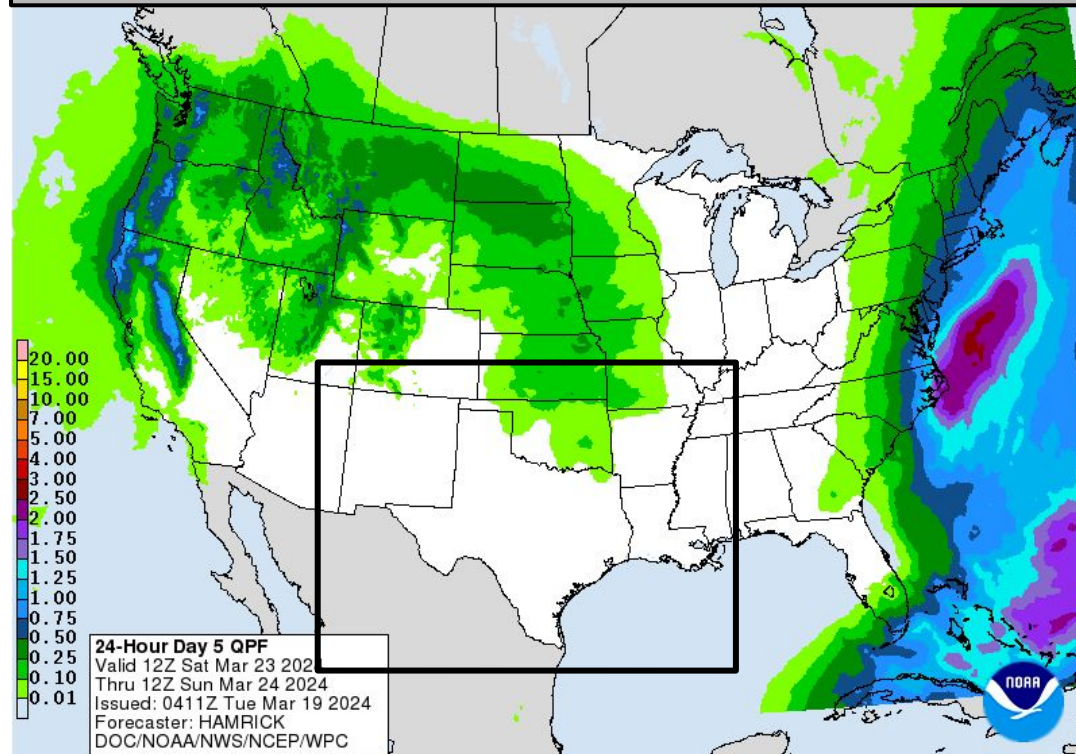 20.00
15.00
10.00
7.00
5.00
4.00
3.00
2.50
2.00
1.75
1.50
1.25
1.00
0.75
0.50
0.25
0.10
0.01
24-Hour Day 5 QPF
Valid 12Z Sat Mar 23 202
Thru 12Z Sun Mar 24 2024
Issued: 0411Z Tue Mar 19 2024
Forecaster: HAMRICK
DOC/NOAA/NWS/NCEP/WPC
NOAA